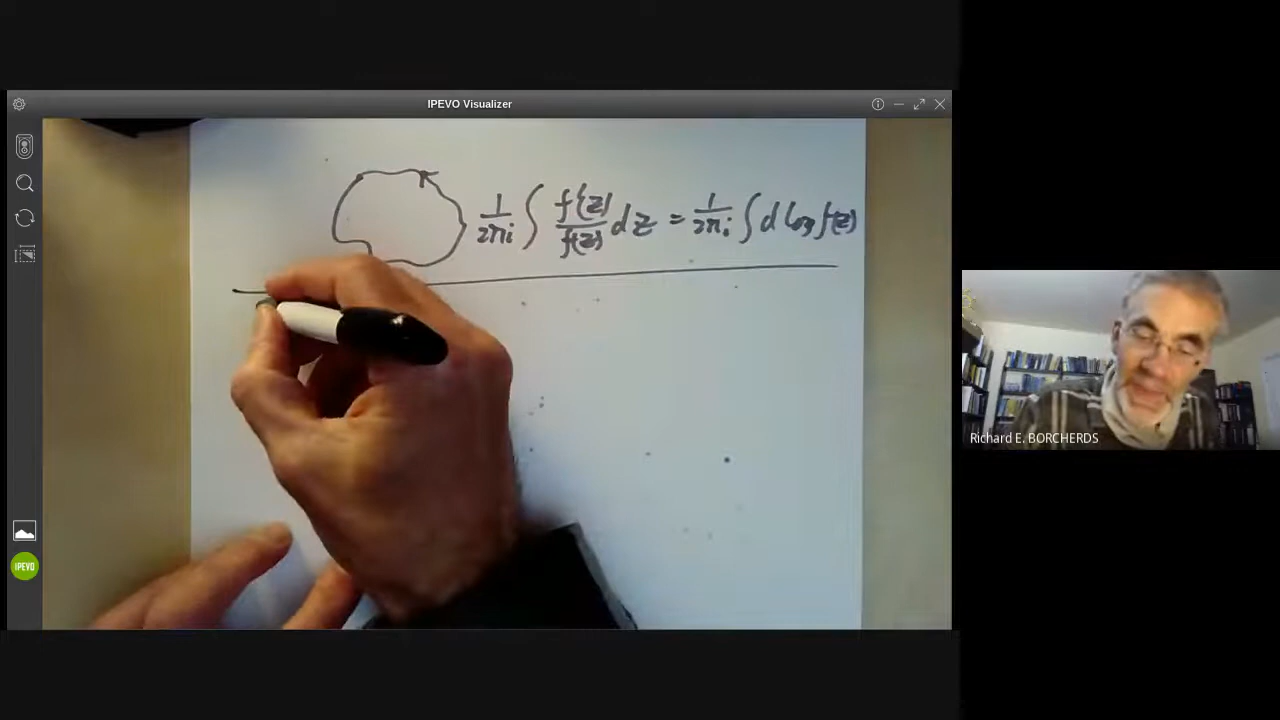 IPEVO Visualizer
1/2πi ∫ f'(z)/f(z) dz = 1/2πi ∫ d log f(z)
Richard E. BORCHERDS
IPEVO